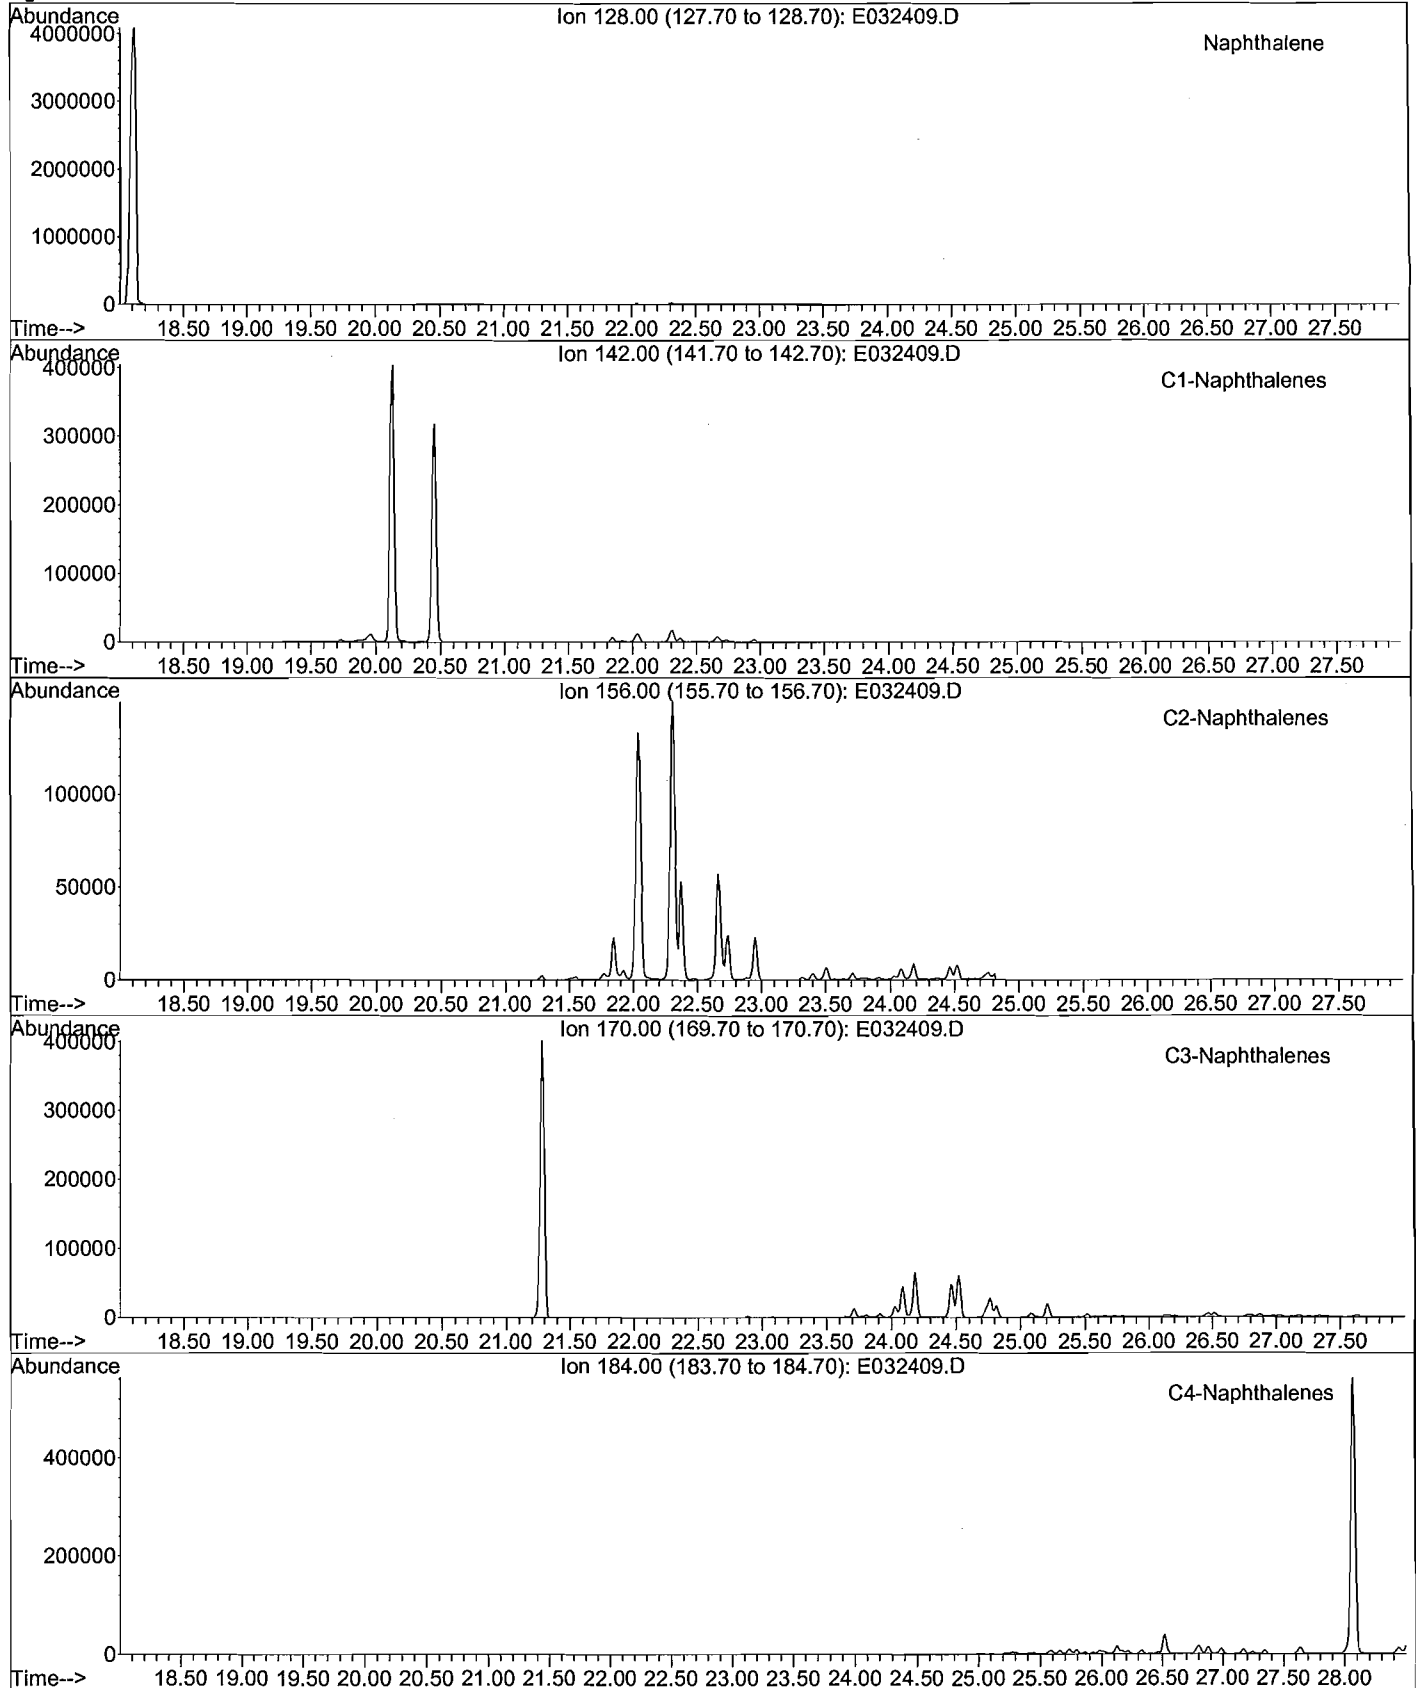 Abundance
Ion 128.00 (127.70 to 128.70): E032409.D
Naphthalene
4000000
3000000
2000000
1000000
0
Time--> 18.50 19.00 19.50 20.00 20.50 21.00 21.50 22.00 22.50 23.00 23.50 24.00 24.50 25.00 25.50 26.00 26.50 27.00 27.50
Abundance
Ion 142.00 (141.70 to 142.70): E032409.D
C1-Naphthalenes
400000
300000
200000
100000
0
Time--> 18.50 19.00 19.50 20.00 20.50 21.00 21.50 22.00 22.50 23.00 23.50 24.00 24.50 25.00 25.50 26.00 26.50 27.00 27.50
Abundance
Ion 156.00 (155.70 to 156.70): E032409.D
C2-Naphthalenes
100000
50000
0
Time--> 18.50 19.00 19.50 20.00 20.50 21.00 21.50 22.00 22.50 23.00 23.50 24.00 24.50 25.00 25.50 26.00 26.50 27.00 27.50
Abundance
Ion 170.00 (169.70 to 170.70): E032409.D
C3-Naphthalenes
400000
300000
200000
100000
0
Time--> 18.50 19.00 19.50 20.00 20.50 21.00 21.50 22.00 22.50 23.00 23.50 24.00 24.50 25.00 25.50 26.00 26.50 27.00 27.50
Abundance
Ion 184.00 (183.70 to 184.70): E032409.D
C4-Naphthalenes
400000
200000
0
Time--> 18.50 19.00 19.50 20.00 20.50 21.00 21.50 22.00 22.50 23.00 23.50 24.00 24.50 25.00 25.50 26.00 26.50 27.00 27.50 28.00